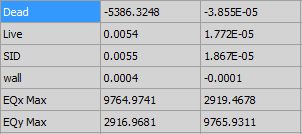 Dead -5386.3248 -3.855E-05
Live 0.0054 1.772E-05
SID 0.0055 1.867E-05
wall 0.0004 -0.0001
EQx Max 9764.9741 2919.4678
EQy Max 2916.9681 9765.9311